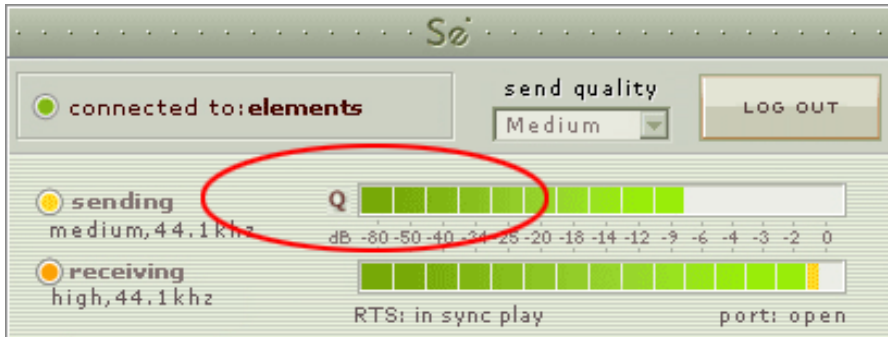 Se
connected to:elements
send quality
Medium
LOG OUT
sending
medium,44.1khz
Q
dB -80 -50 -40 -34 -25 -20 -18 -14 -12 -9 -6 -4 -3 -2 0
receiving
high,44.1khz
RTS: in sync play
port: open